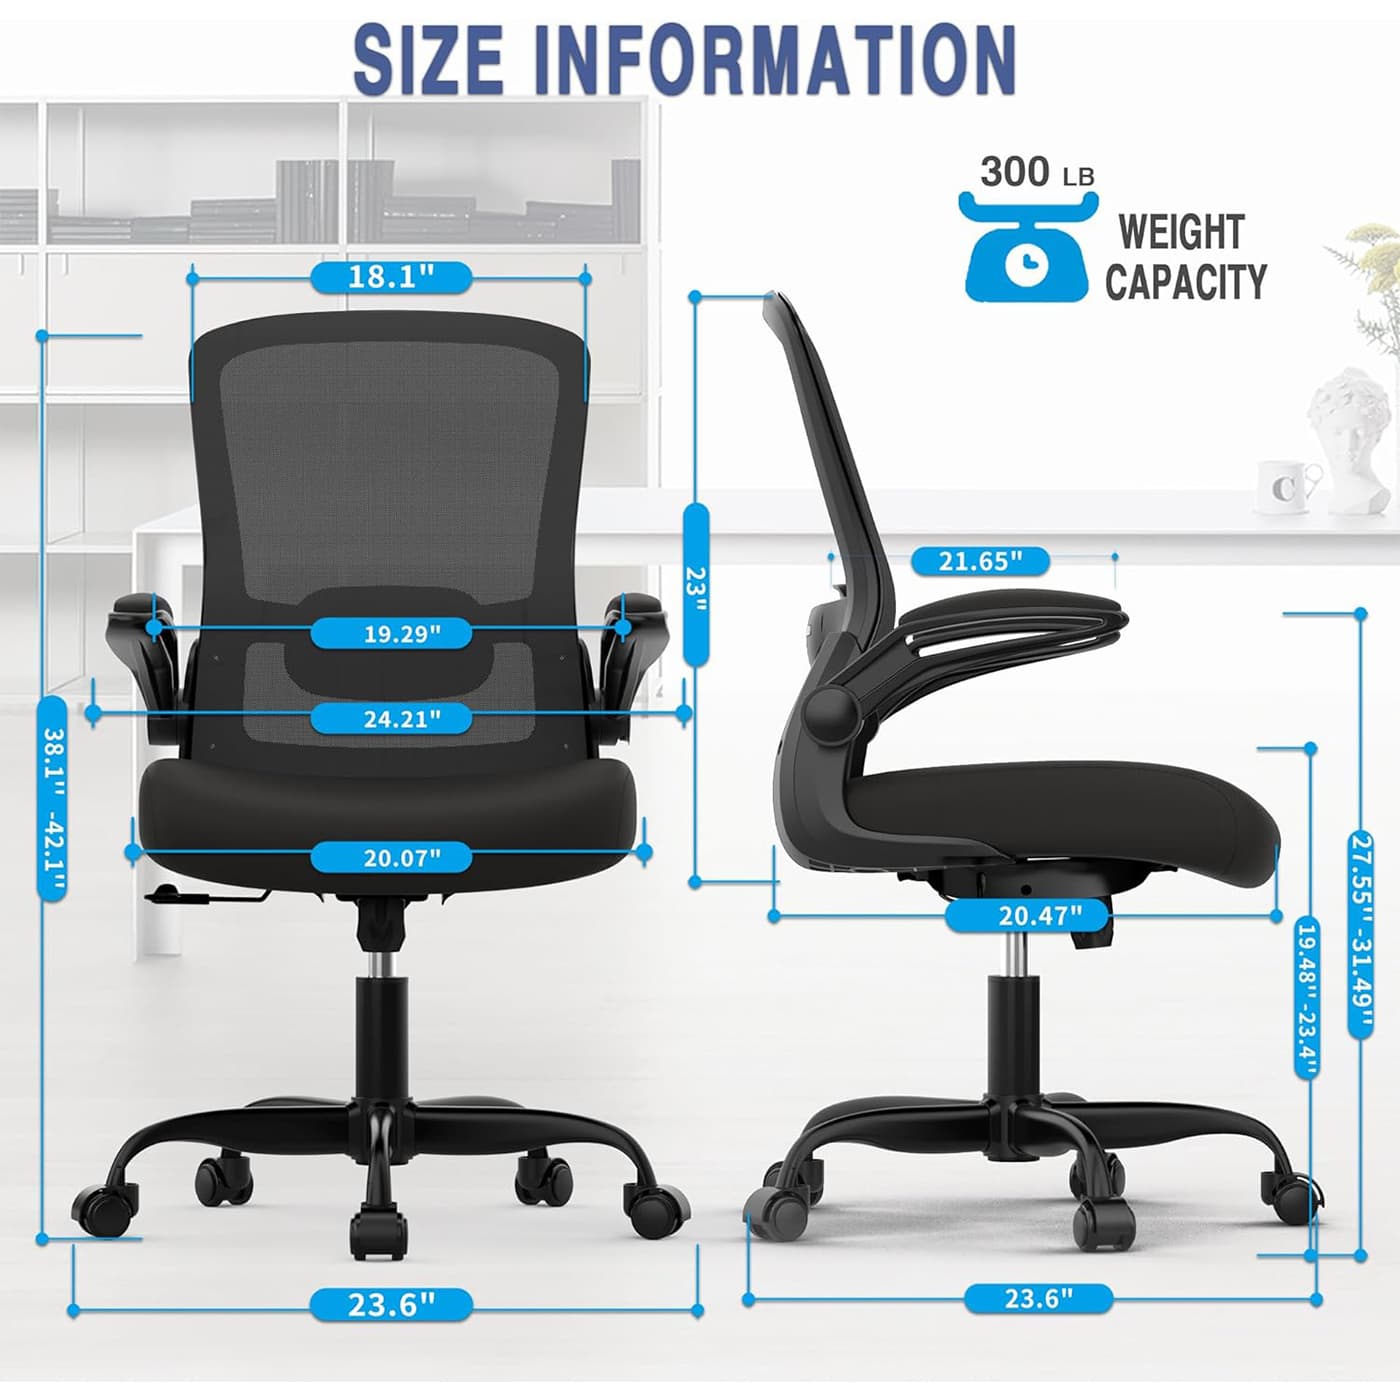 SIZE INFORMATION
300 LB
WEIGHT
CAPACITY
18.1"
23"
21.65"
19.29"
24.21"
38.1" -42.1"
20.07"
20.47"
27.55" -31.49"
19.48" -23.4"
23.6"
23.6"
C